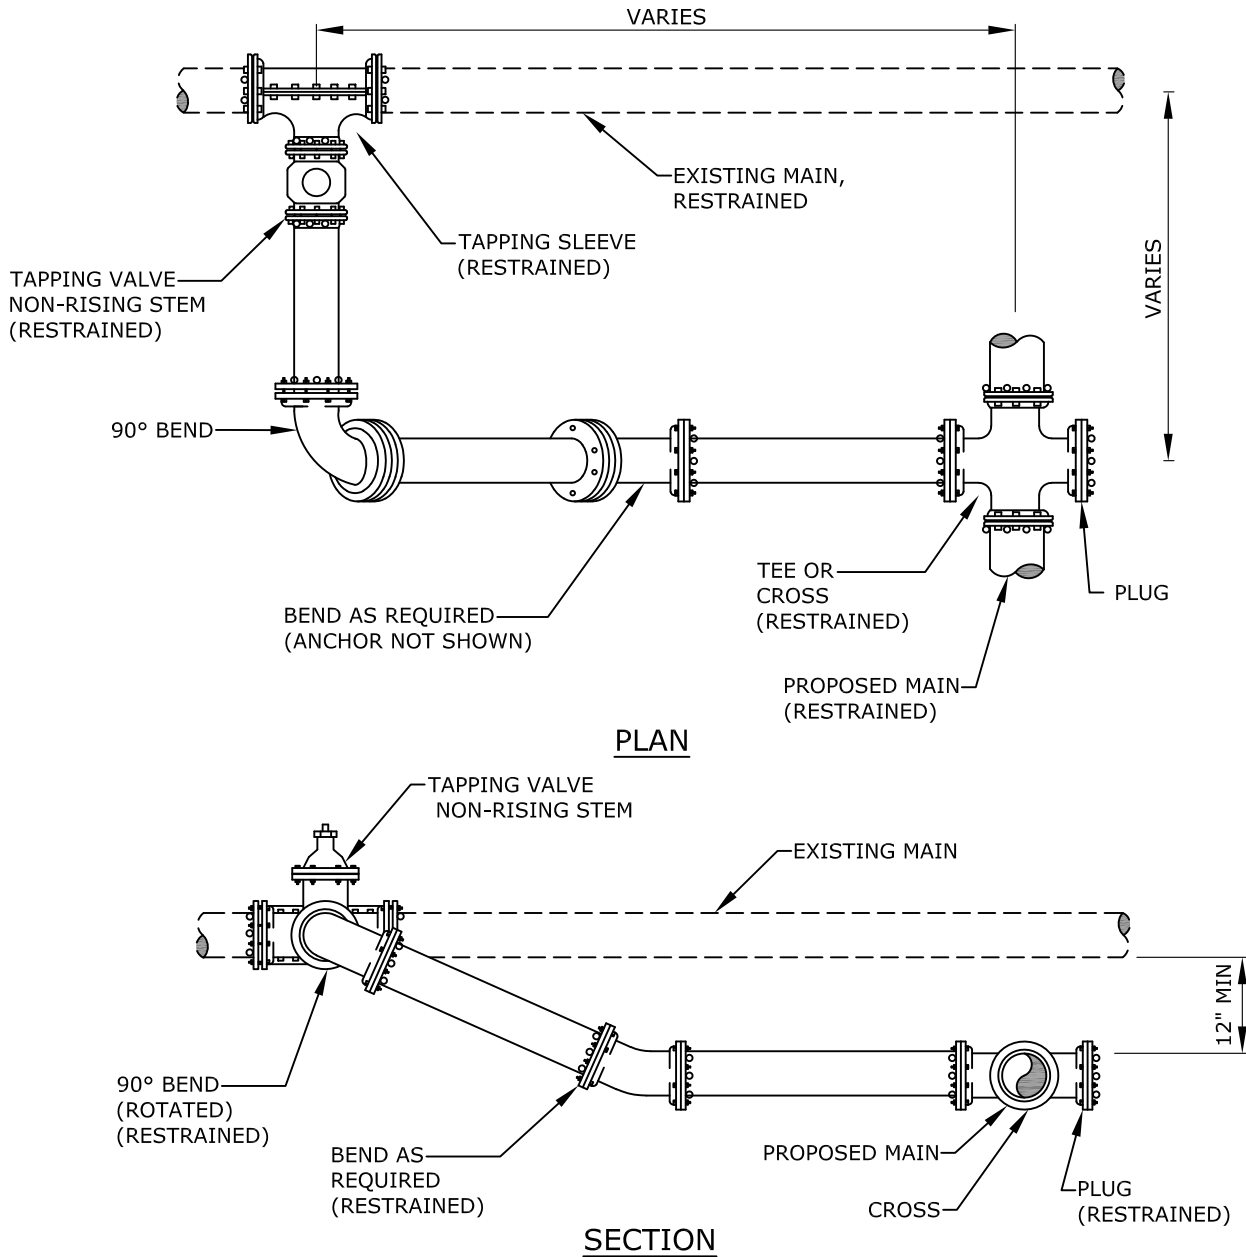 VARIES
EXISTING MAIN,
RESTRAINED
TAPPING SLEEVE
(RESTRAINED)
VARIES
TAPPING VALVE
NON-RISING STEM
(RESTRAINED)
90° BEND
BEND AS REQUIRED
(ANCHOR NOT SHOWN)
TEE OR
CROSS
(RESTRAINED)
PLUG
PROPOSED MAIN
(RESTRAINED)
PLAN
TAPPING VALVE
NON-RISING STEM
EXISTING MAIN
12" MIN
90° BEND
(ROTATED)
(RESTRAINED)
BEND AS
REQUIRED
(RESTRAINED)
PROPOSED MAIN
CROSS
PLUG
(RESTRAINED)
SECTION